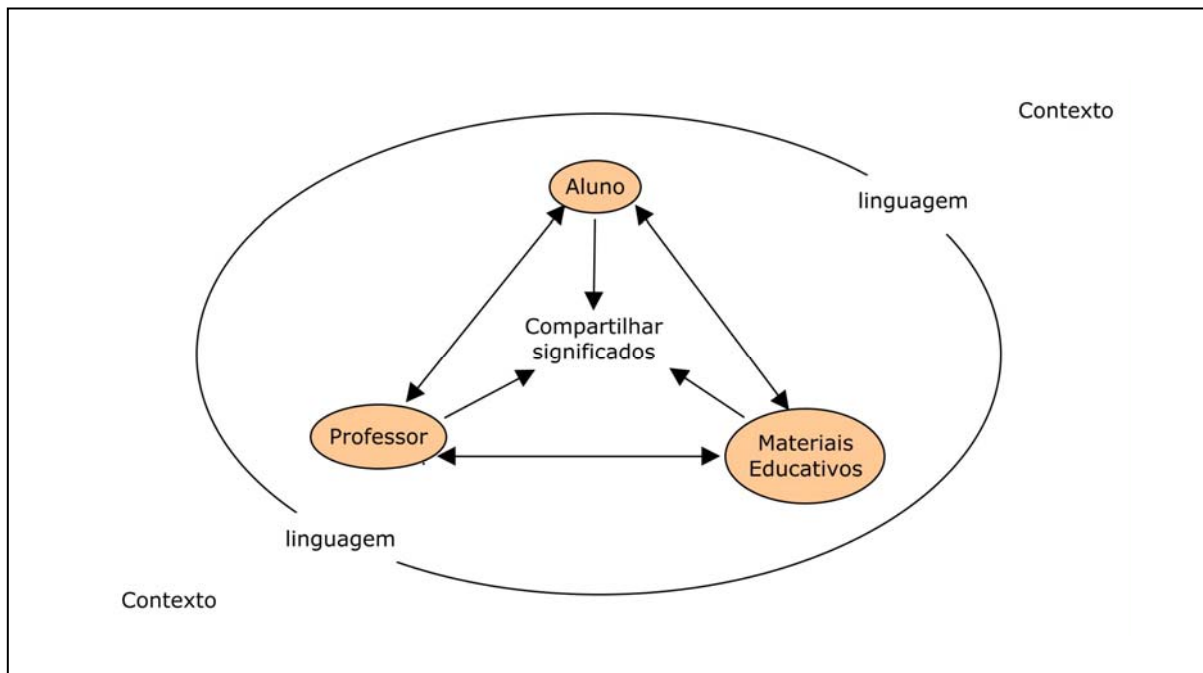 Contexto
Aluno
linguagem
Compartilhar
significados
Professor
Materiais
Educativos
linguagem
Contexto